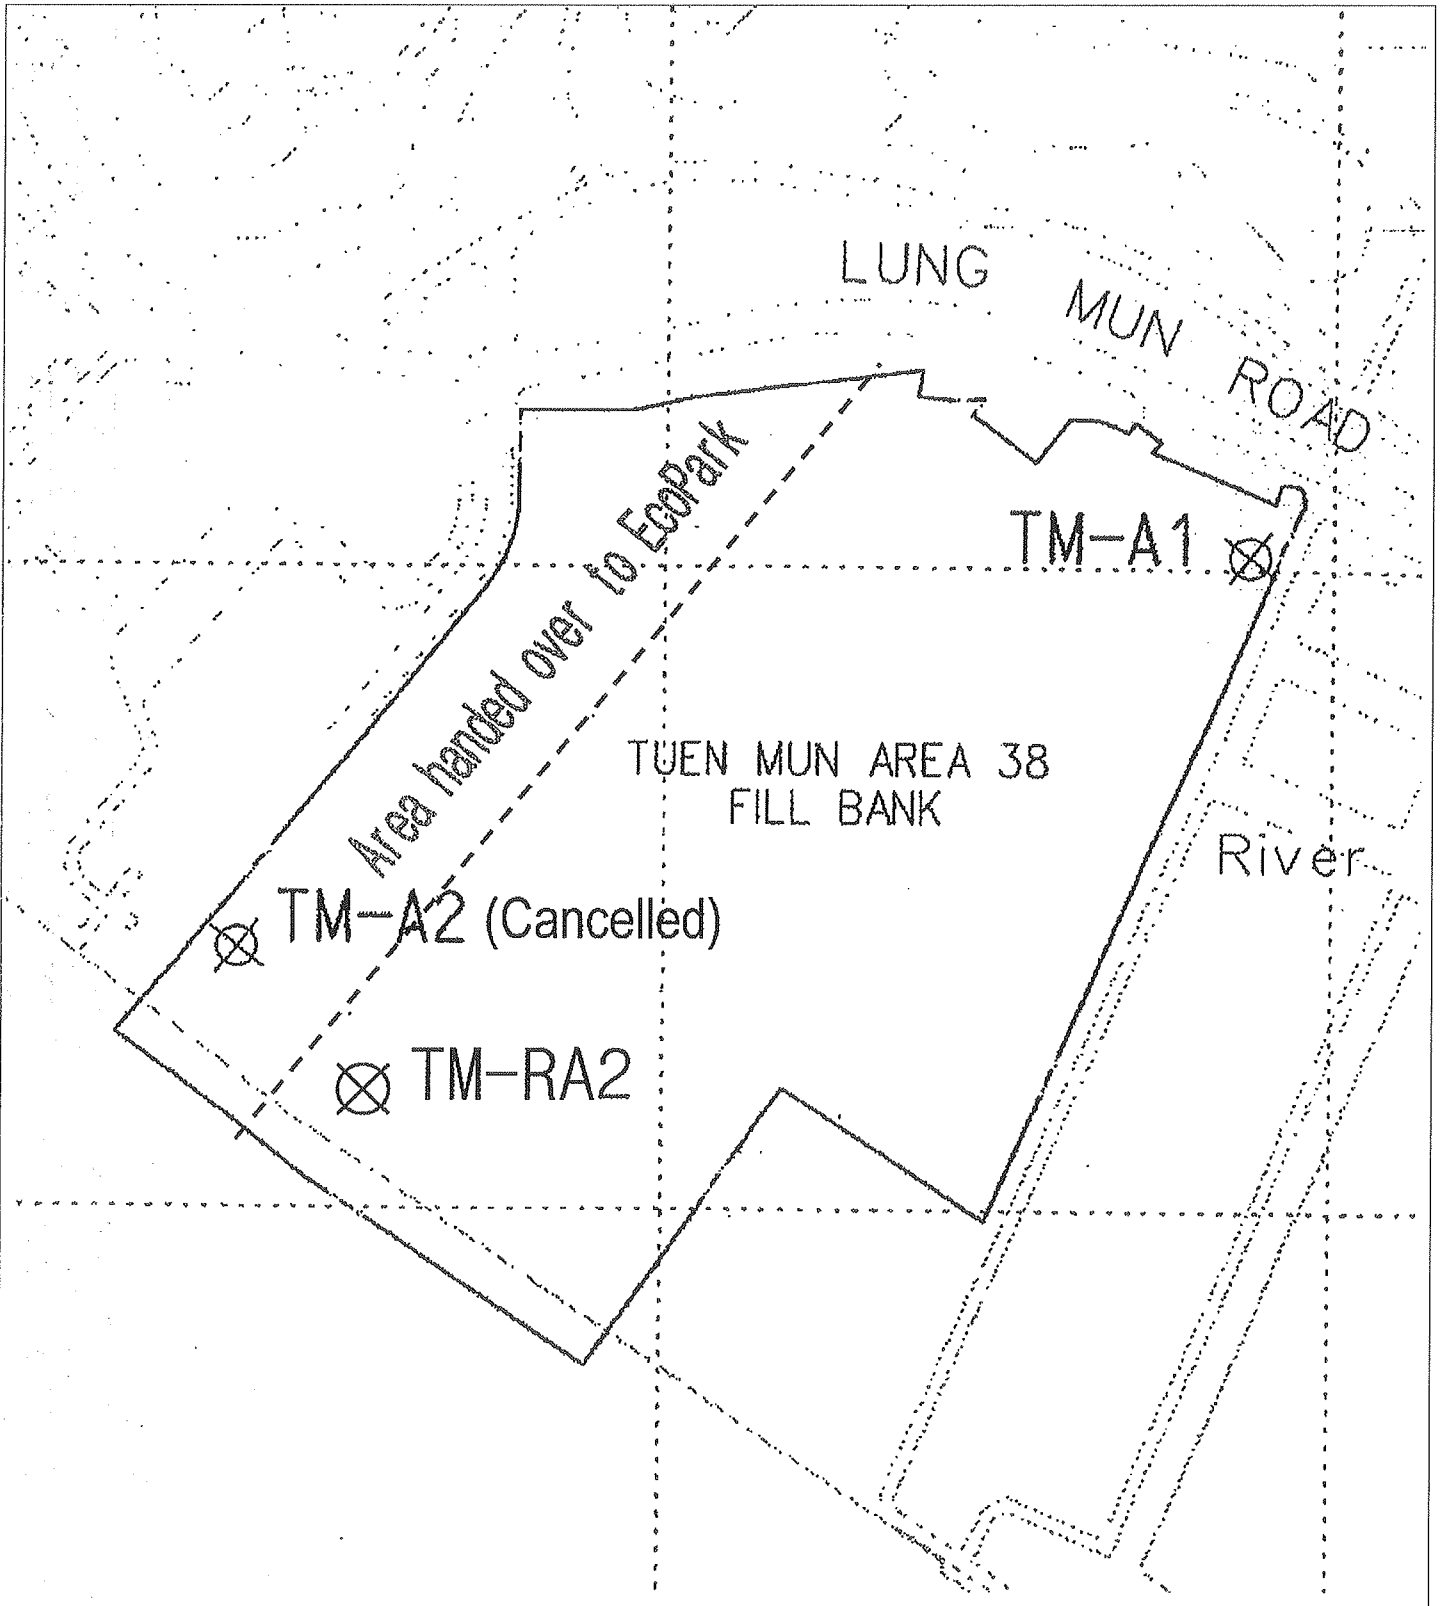 LUNG
MUN
ROAD
TM-A1
Area handed over to EcoPark
TUEN MUN AREA 38
FILL BANK
River
TM-A2 (Cancelled)
TM-RA2